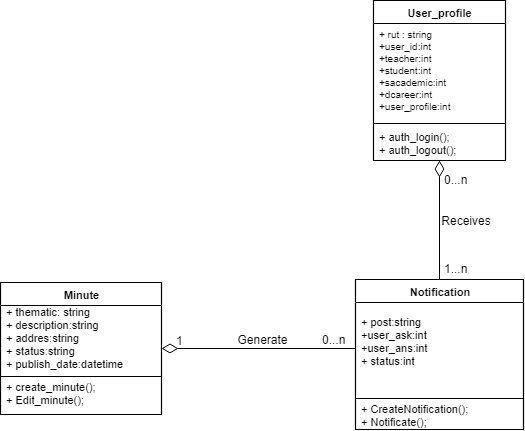 User_profile
+ rut : string
+user_id:int
+teacher:int
+student:int
+sacademic:int
+dcareer:int
+user_profile:int
+ auth_login();
+ auth_logout();
0...n
Receives
1...n
Notification
+ post:string
+user_ask:int
+user_ans:int
+ status:int
+ CreateNotification();
+ Notificate();
Minute
+ thematic: string
+ description:string
+ addres:string
+ status:string
+ publish_date:datetime
+ create_minute();
+ Edit_minute();
1
Generate
0...n